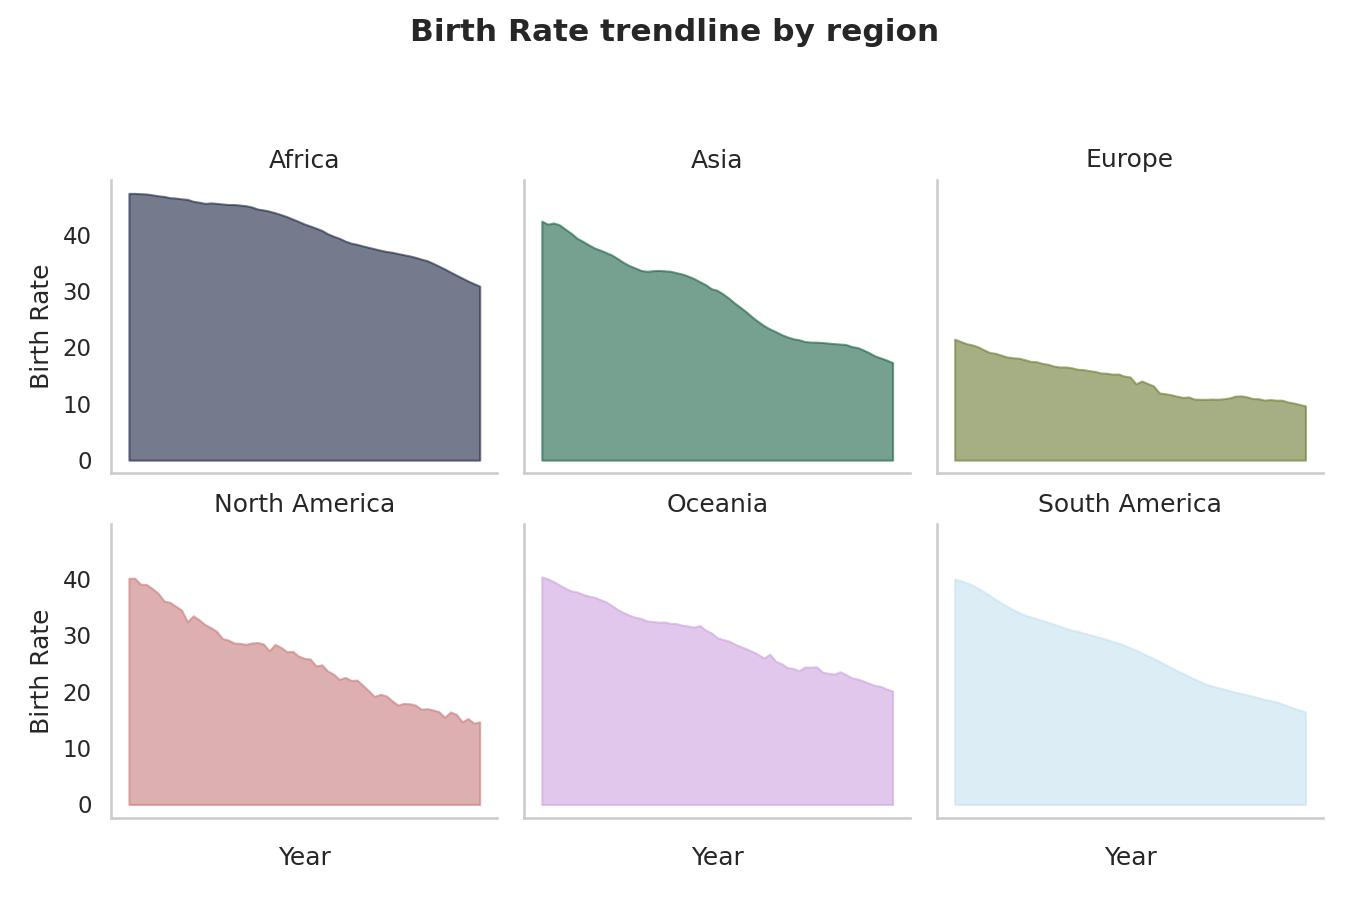 Birth Rate trendline by region
Africa
Asia
Europe
Birth Rate
40
30
20
10
0
North America
Oceania
South America
Birth Rate
40
30
20
10
0
Year
Year
Year